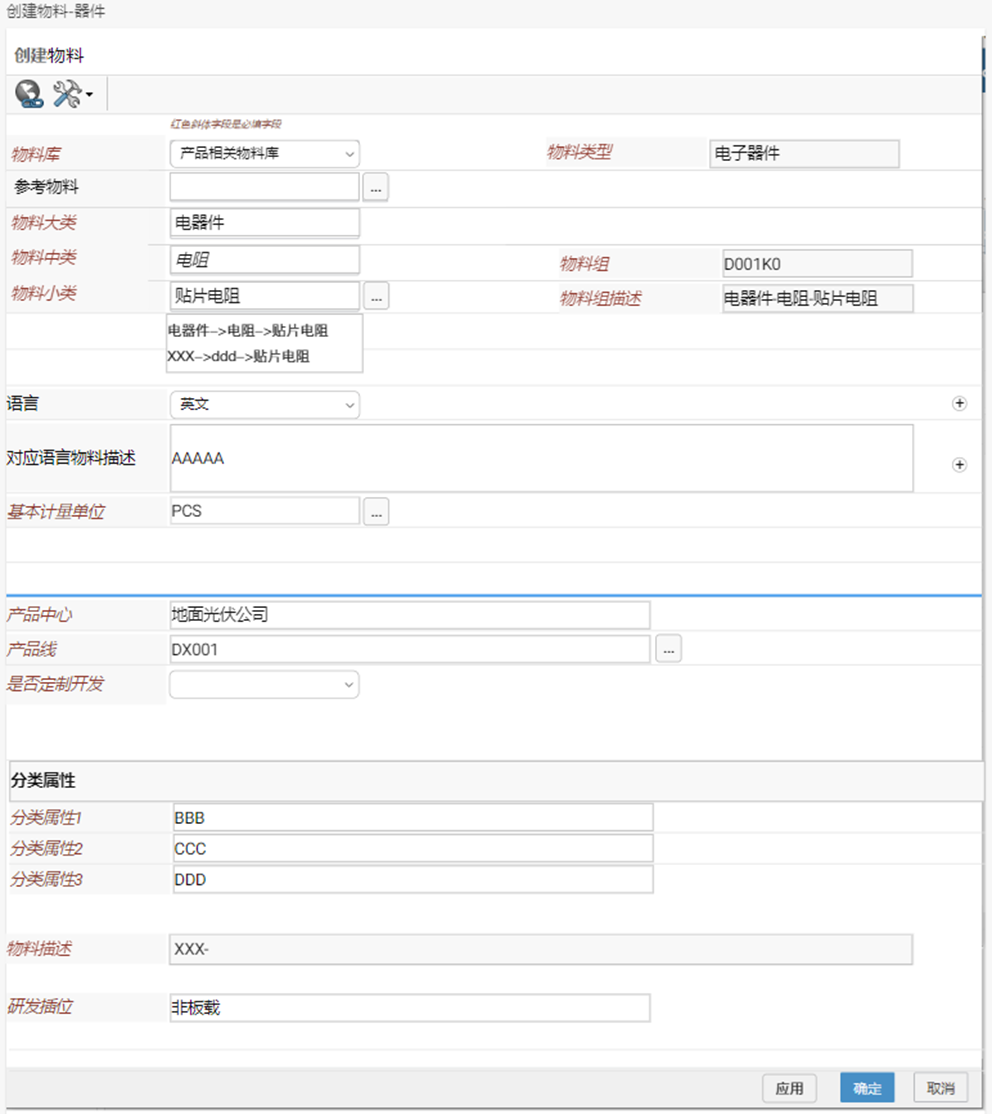 创建物料-器件
创建物料
红色斜体字段是必填字段
物料库 产品相关物料库 物料类型 电子器件
参考物料 ...
物料大类 电器件
物料中类 电阻 物料组 D001K0
物料小类 贴片电阻 ... 物料组描述 电器件-电阻-贴片电阻
电器件-->电阻-->贴片电阻
XXX-->ddd-->贴片电阻
语言 英文
对应语言物料描述 AAAAA
基本计量单位 PCS ...
产品中心 地面光伏公司
产品线 DX001 ...
是否定制开发
分类属性
分类属性1 BBB
分类属性2 CCC
分类属性3 DDD
物料描述 XXX-
研发插位 非板载
应用 确定 取消